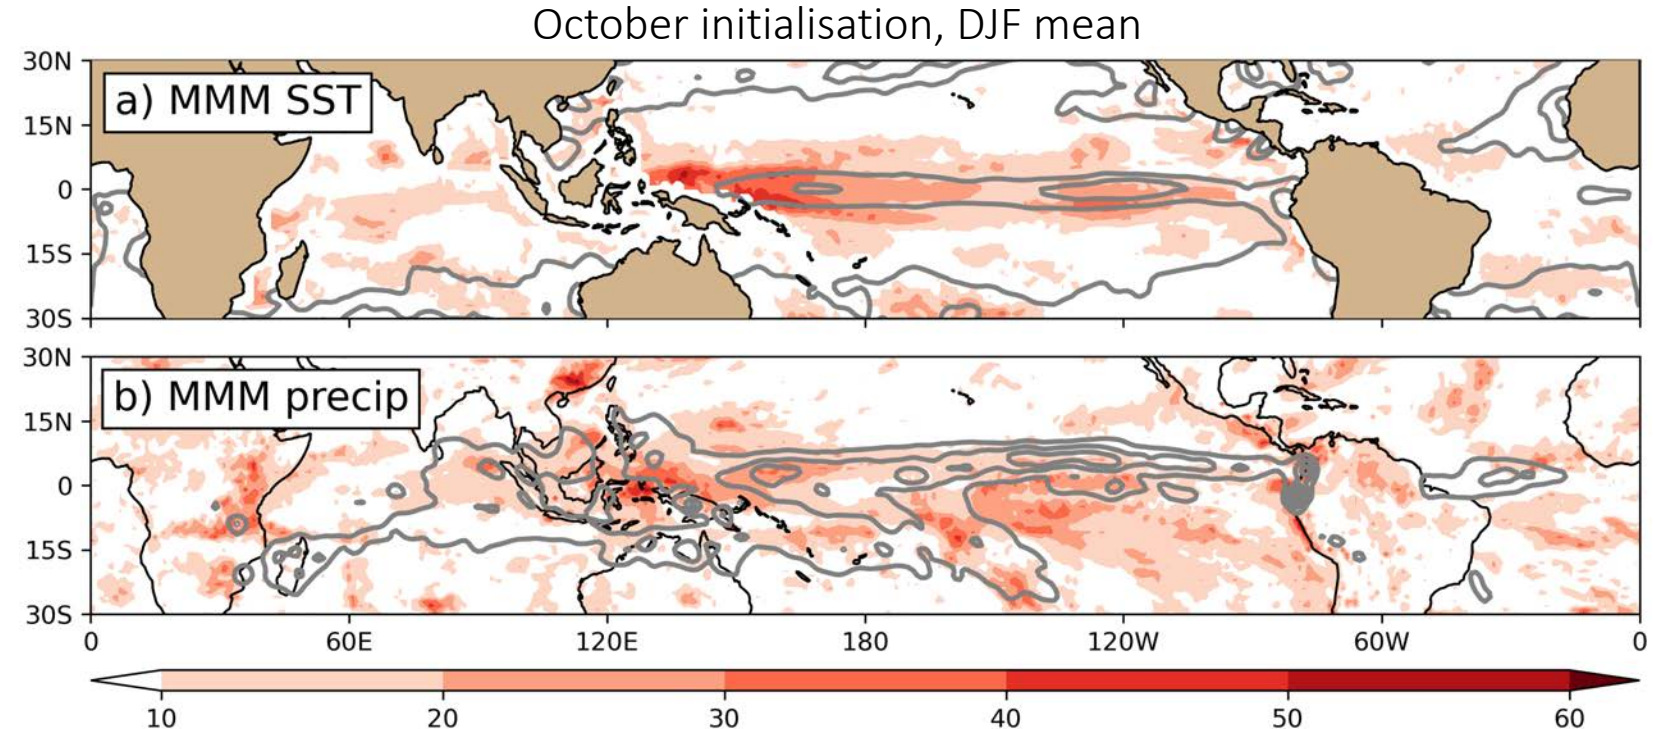 October initialisation, DJF mean
30N
a) MMM SST
15N
0
15S
30S
30N
b) MMM precip
15N
0
15S
30S
0 60E 120E 180 120W 60W 0
10 20 30 40 50 60